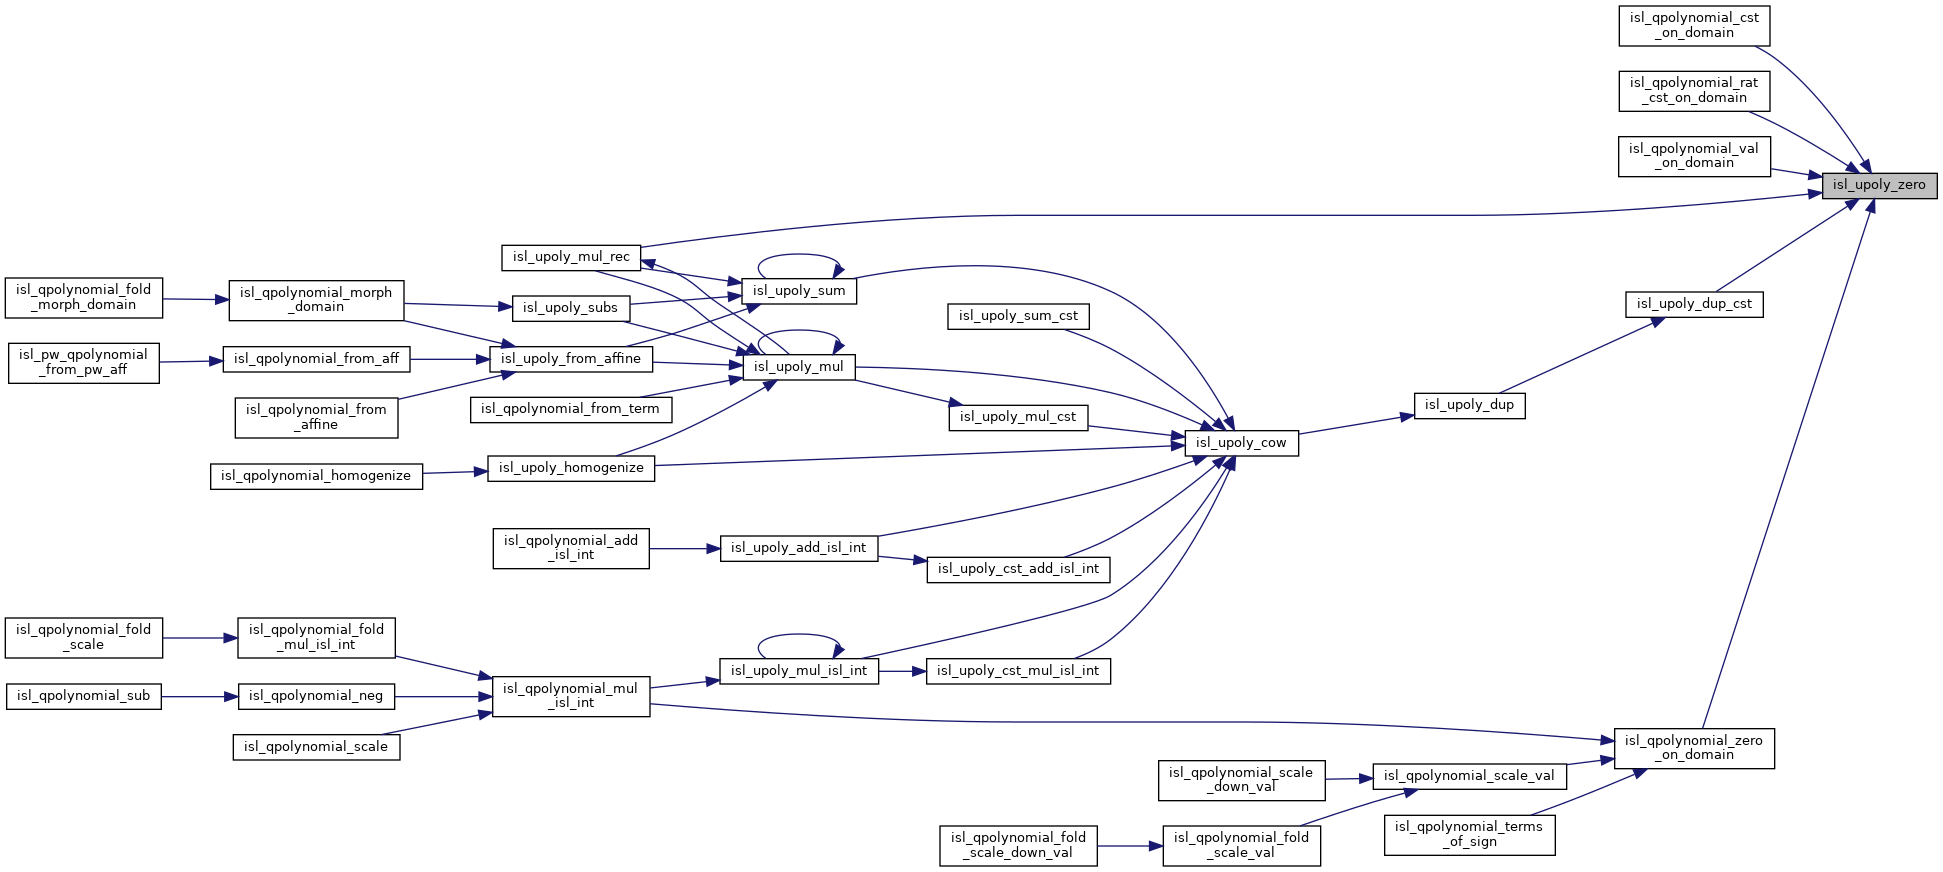 isl_qpolynomial_cst
_on_domain
isl_qpolynomial_rat
_cst_on_domain
isl_qpolynomial_val
_on_domain
isl_upoly_zero
isl_upoly_mul_rec
isl_upoly_sum
isl_qpolynomial_fold
_morph_domain
isl_qpolynomial_morph
_domain
isl_upoly_subs
isl_upoly_sum_cst
isl_upoly_dup_cst
isl_pw_qpolynomial
_from_pw_aff
isl_qpolynomial_from_aff
isl_upoly_from_affine
isl_upoly_mul
isl_qpolynomial_from
_affine
isl_qpolynomial_from_term
isl_upoly_mul_cst
isl_upoly_dup
isl_upoly_cow
isl_qpolynomial_homogenize
isl_upoly_homogenize
isl_qpolynomial_add
_isl_int
isl_upoly_add_isl_int
isl_upoly_cst_add_isl_int
isl_qpolynomial_fold
_scale
isl_qpolynomial_fold
_mul_isl_int
isl_upoly_mul_isl_int
isl_upoly_cst_mul_isl_int
isl_qpolynomial_sub
isl_qpolynomial_neg
isl_qpolynomial_mul
_isl_int
isl_qpolynomial_scale
isl_qpolynomial_zero
_on_domain
isl_qpolynomial_scale
_down_val
isl_qpolynomial_scale_val
isl_qpolynomial_fold
_scale_down_val
isl_qpolynomial_fold
_scale_val
isl_qpolynomial_terms
_of_sign